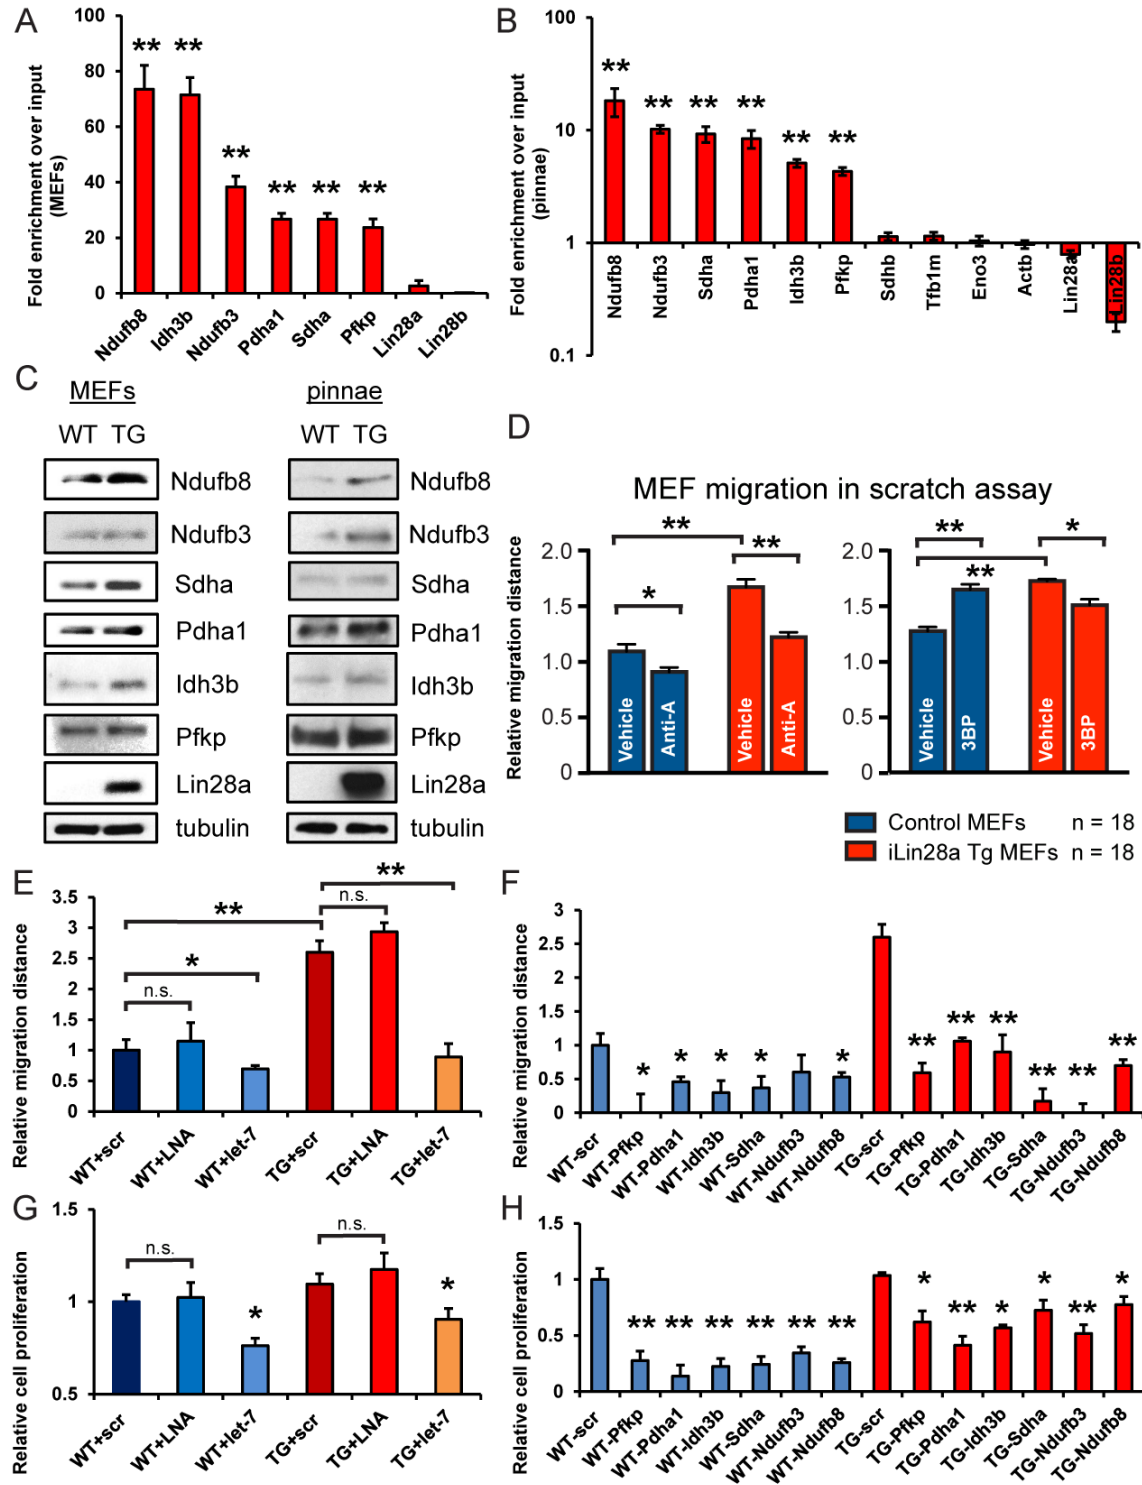 A
Fold enrichment over input
(MEFs)
100
80
60
40
20
0
** ** ** ** ** **
Ndufb8
Idh3b
Ndufb3
Pdha1
Sdha
Pfkp
Lin28a
Lin28b
B
Fold enrichment over input
(pinnae)
100
10
1
0.1
** ** ** ** ** **
Ndufb8
Ndufb3
Sdha
Pdha1
Idh3b
Pfkp
Sdhb
Tfb1m
Eno3
Actb
Lin28a
Lin28b
C
MEFs
WT TG
Ndufb8
Ndufb3
Sdha
Pdha1
Idh3b
Pfkp
Lin28a
tubulin
pinnae
WT TG
Ndufb8
Ndufb3
Sdha
Pdha1
Idh3b
Pfkp
Lin28a
tubulin
D
MEF migration in scratch assay
Relative migration distance
2.0
1.5
1.0
0.5
0
**
**
*
Vehicle
Anti-A
Vehicle
Anti-A
2.0
1.5
1.0
0.5
0
**
*
**
Vehicle
3BP
Vehicle
3BP
Control MEFs n = 18
iLin28a Tg MEFs n = 18
E
Relative migration distance
3.5
3
2.5
2
1.5
1
0.5
0
**
n.s.
**
*
n.s.
WT+scr
WT+LNA
WT+let-7
TG+scr
TG+LNA
TG+let-7
F
Relative migration distance
3
2.5
2
1.5
1
0.5
0
* * * * * ** ** ** ** ** **
WT-scr
WT-Pfkp
WT-Pdha1
WT-Idh3b
WT-Sdha
WT-Ndufb3
WT-Ndufb8
TG-scr
TG-Pfkp
TG-Pdha1
TG-Idh3b
TG-Sdha
TG-Ndufb3
TG-Ndufb8
G
Relative cell proliferation
1.5
1
0.5
n.s.
n.s.
*
*
WT+scr
WT+LNA
WT+let-7
TG+scr
TG+LNA
TG+let-7
H
Relative cell proliferation
1.5
1
0.5
0
** ** ** ** ** ** * ** * * ** *
WT-scr
WT-Pfkp
WT-Pdha1
WT-Idh3b
WT-Sdha
WT-Ndufb3
WT-Ndufb8
TG-scr
TG-Pfkp
TG-Pdha1
TG-Idh3b
TG-Sdha
TG-Ndufb3
TG-Ndufb8